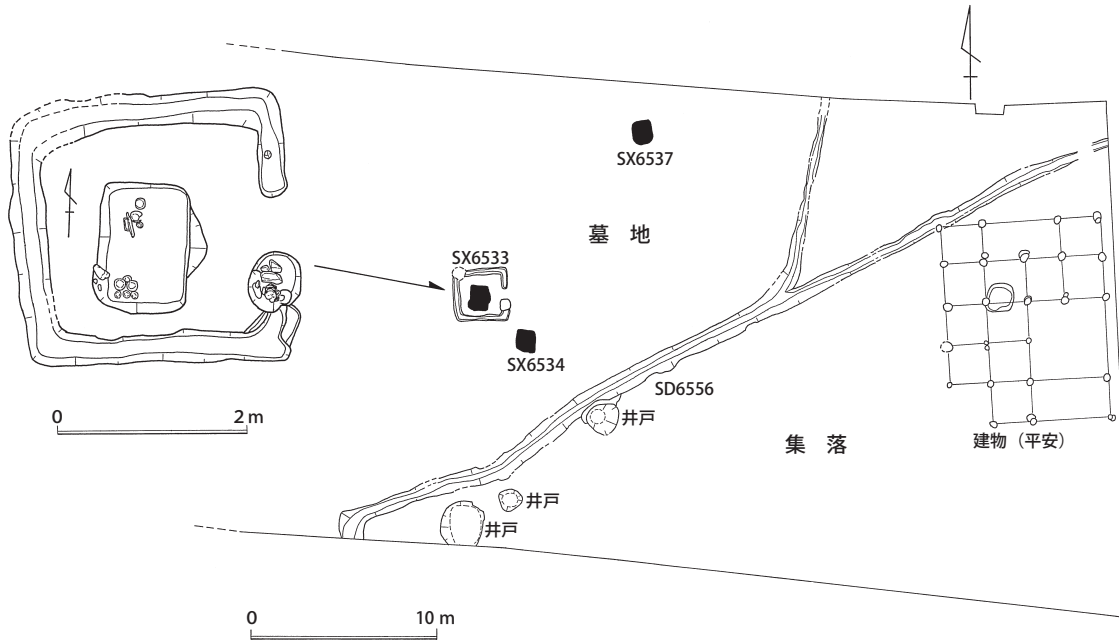 SX6537
墓 地
SX6533
SX6534
SD6556
井戸
集 落
建物（平安）
井戸
井戸
0 2 m
0 10 m